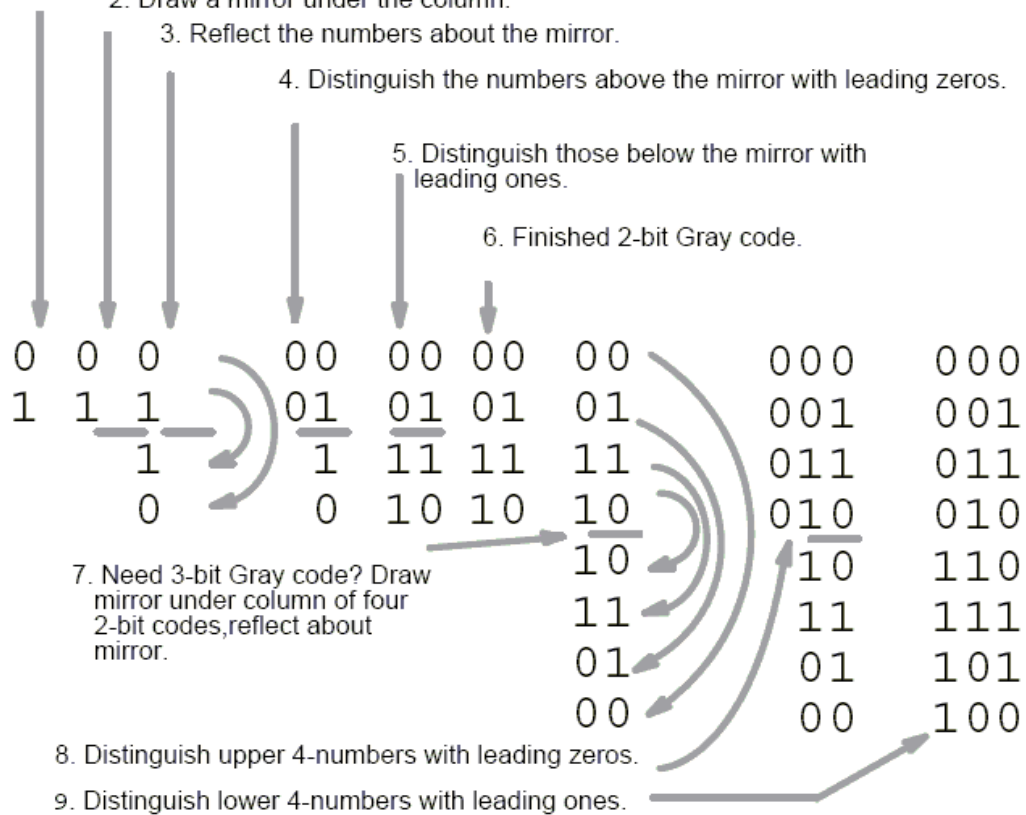 2. Draw a mirror under the column.
3. Reflect the numbers about the mirror.
4. Distinguish the numbers above the mirror with leading zeros.
5. Distinguish those below the mirror with
leading ones.
6. Finished 2-bit Gray code.
0 0 0 00 00 00 00 000 000
1 1 1 01 01 01 01 001 001
1 1 11 11 11 011 011
0 0 10 10 10 010 010
10 10 110
11 11 111
01 01 101
00 00 100
7. Need 3-bit Gray code? Draw
mirror under column of four
2-bit codes,reflect about
mirror.
8. Distinguish upper 4-numbers with leading zeros.
9. Distinguish lower 4-numbers with leading ones.